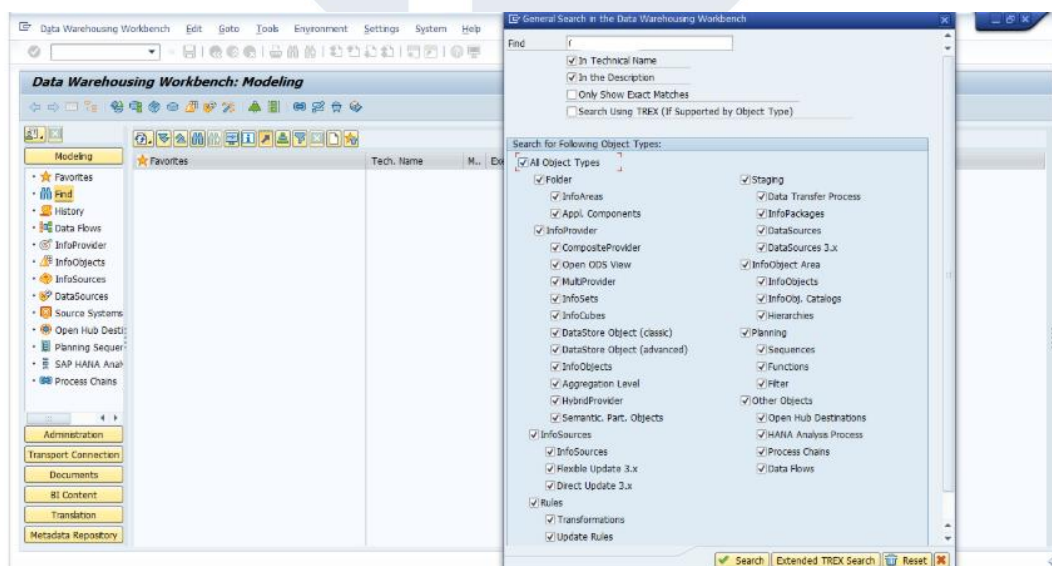 Data Warehousing Workbench Edit Goto Tools Environment Settings System Help
Data Warehousing Workbench: Modeling
Modeling
Favorites
Find
History
Data Flows
InfoProvider
InfoObjects
InfoSources
DataSources
Source Systems
Open Hub Desti
Planning Sequer
SAP HANA Anal
Process Chains
Administration
Transport Connection
Documents
BI Content
Translation
Metadata Repository
Favorites Tech. Name M..
General Search in the Data Warehousing Workbench
Find
In Technical Name
In the Description
Only Show Exact Matches
Search Using TREX (If Supported by Object Type)
Search for Following Object Types:
All Object Types
Folder
InfoAreas
Appl. Components
InfoProvider
CompositeProvider
Open ODS View
MultiProvider
InfoSets
InfoCubes
DataStore Object (classic)
DataStore Object (advanced)
InfoObjects
Aggregation Level
HybridProvider
Semantic. Part. Objects
InfoSources
InfoSources
Flexible Update 3.x
Direct Update 3.x
Rules
Transformations
Update Rules
Staging
Data Transfer Process
InfoPackages
DataSources
DataSources 3.x
InfoObject Area
InfoObjects
InfoObj. Catalogs
Hierarchies
Planning
Sequences
Functions
Filter
Other Objects
Open Hub Destinations
HANA Analysis Process
Process Chains
Data Flows
Search Extended TREX Search Reset